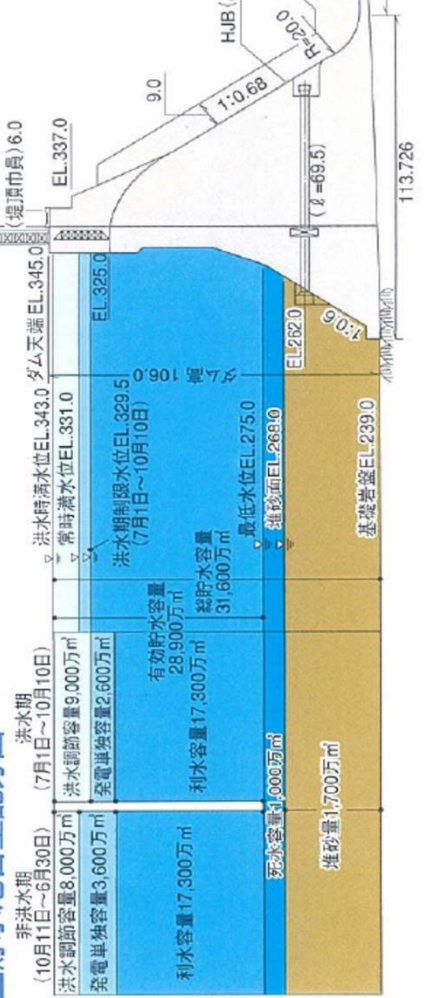 非洪水期
(10月11日～6月30日)
洪水期
(7月1日～10月10日)
洪水調節容量8,000万㎥
発電単独容量3,600万㎥
利水容量17,300万㎥
洪水調節容量9,000万㎥
発電単独容量2,600万㎥
利水容量17,300万㎥
死水容量1,000万㎥
堆砂量1,700万㎥
有効貯水容量
28,900万㎥
総貯水容量
31,600万㎥
洪水時満水位EL.343.0
常時満水位EL.331.0
洪水期制限水位EL.329.5
(7月1日～10月10日)
最低水位EL.275.0
堆砂面EL.268.0
基礎岩盤EL.239.0
ダム高 106.0
ダム天端 EL.345.0
EL.325.0
EL.262.0
1:0.6
(堤頂巾員) 6.0
EL.337.0
9.0
1:0.68
R=20.0
HJB(
(ℓ=69.5)
113.726